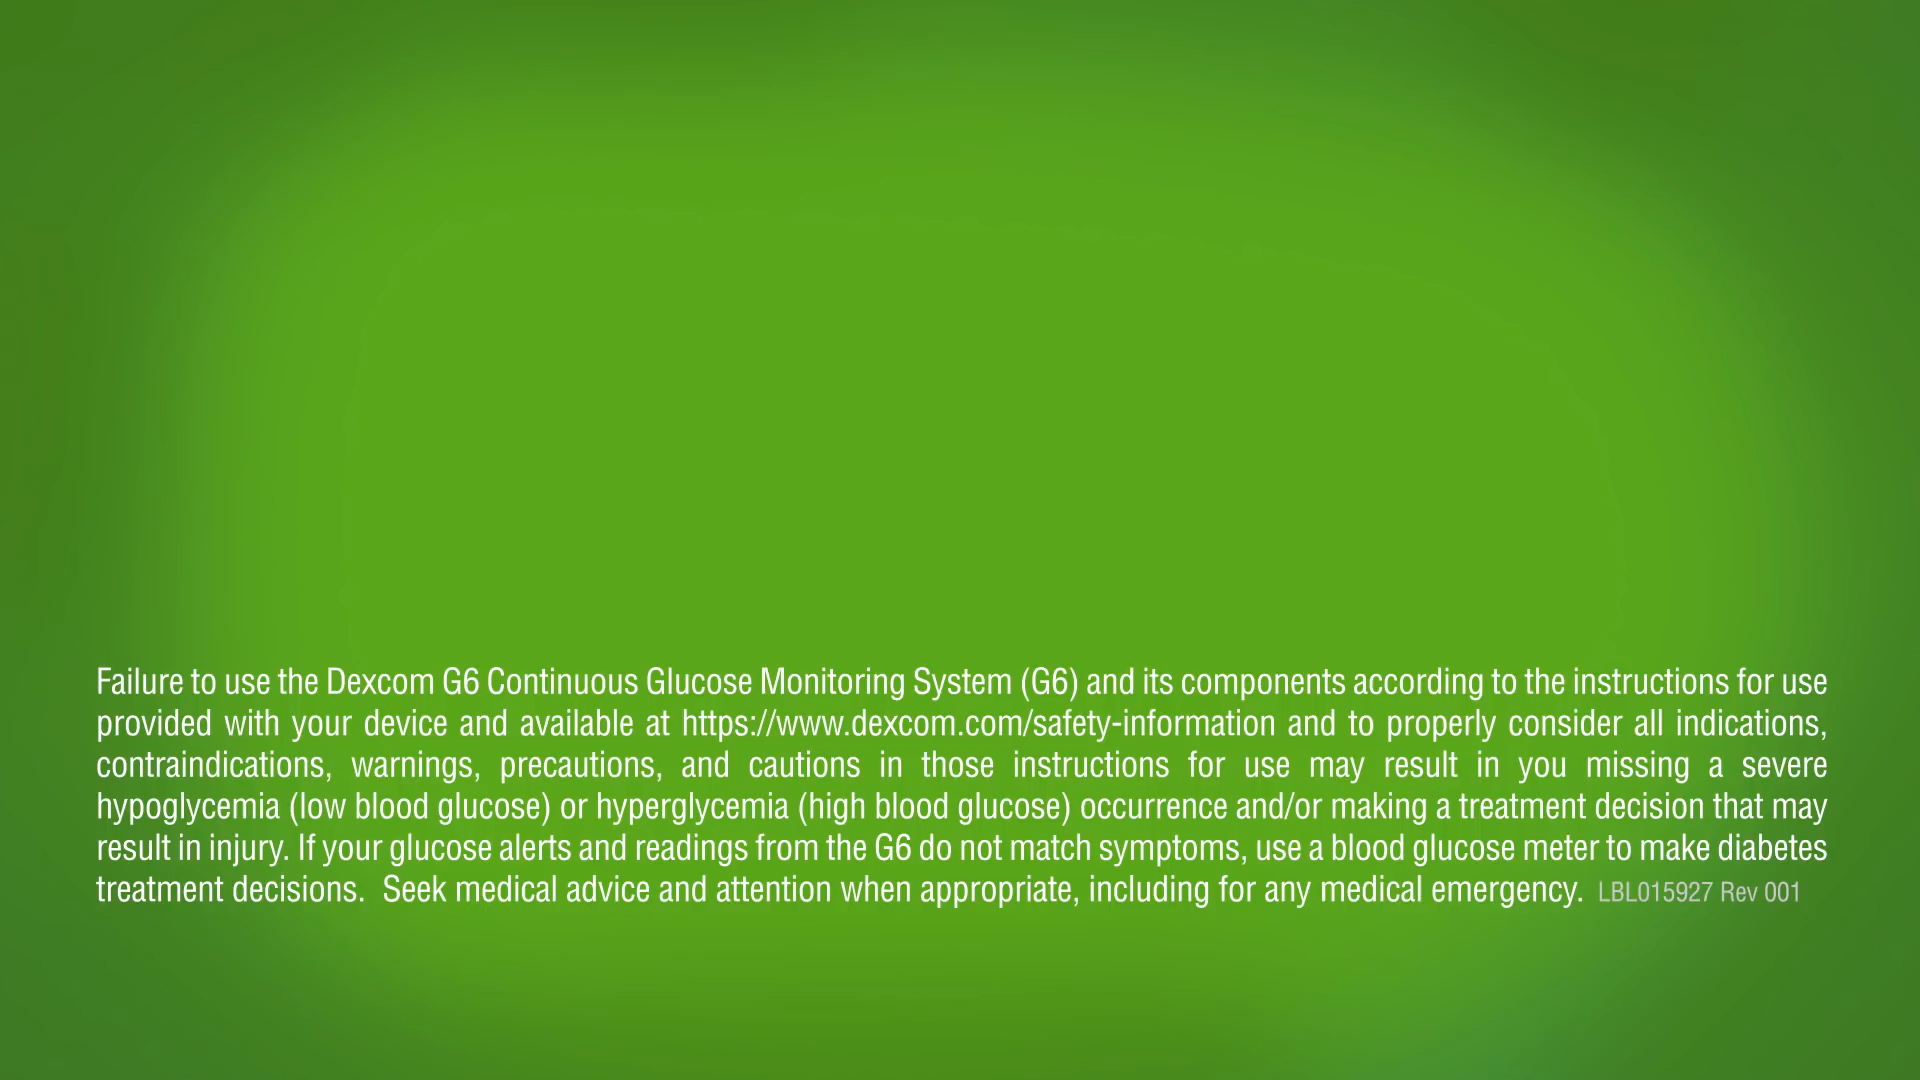 Failure to use the Dexcom G6 Continuous Glucose Monitoring System (G6) and its components according to the instructions for use
provided with your device and available at https://www.dexcom.com/safety-information and to properly consider all indications,
contraindications, warnings, precautions, and cautions in those instructions for use may result in you missing a severe
hypoglycemia (low blood glucose) or hyperglycemia (high blood glucose) occurrence and/or making a treatment decision that may
result in injury. If your glucose alerts and readings from the G6 do not match symptoms, use a blood glucose meter to make diabetes
treatment decisions.  Seek medical advice and attention when appropriate, including for any medical emergency. LBL015927 Rev 001